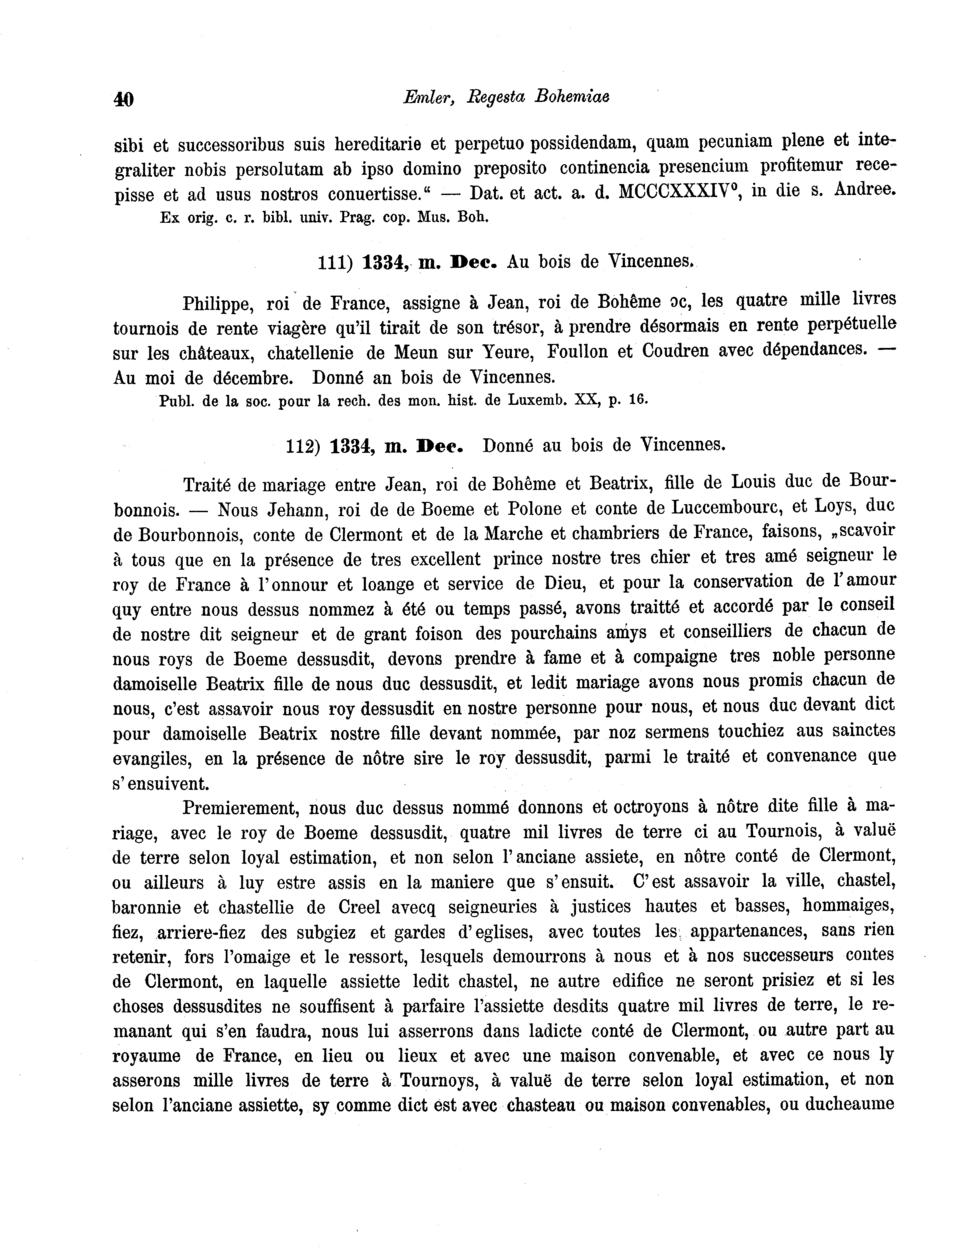 40 Emler, Regesta Bohemiae
sibi et successoribus suis hereditarie et perpetuo possidendam, quam pecuniam plene et inte-
graliter nobis persolutam ab ipso domino preposito continencia presencium profitemur rece-
pisse et ad usus nostros conuertisse.“ — Dat. et act. a. d. MCCCXXXIV⁰, in die s. Andree.
Ex orig. c. r. bibl. univ. Prag. cop. Mus. Boh.
111) 1334, m. Dec. Au bois de Vincennes.
Philippe, roi de France, assigne à Jean, roi de Bohême ɔc, les quatre mille livres
tournois de rente viagère qu'il tirait de son trésor, à prendre désormais en rente perpétuelle
sur les châteaux, chatellenie de Meun sur Yeure, Foullon et Coudren avec dépendances. —
Au moi de décembre. Donné an bois de Vincennes.
Publ. de la soc. pour la rech. des mon. hist. de Luxemb. XX, p. 16.
112) 1334, m. Dec. Donné au bois de Vincennes.
Traité de mariage entre Jean, roi de Bohême et Beatrix, fille de Louis duc de Bour-
bonnois. — Nous Jehann, roi de de Boeme et Polone et conte de Luccembourc, et Loys, duc
de Bourbonnois, conte de Clermont et de la Marche et chambriers de France, faisons, „scavoir
à tous que en la présence de tres excellent prince nostre tres chier et tres amé seigneur le
roy de France à l'onnour et loange et service de Dieu, et pour la conservation de l'amour
quy entre nous dessus nommez à été ou temps passé, avons traitté et accordé par le conseil
de nostre dit seigneur et de grant foison des pourchains amys et conseilliers de chacun de
nous roys de Boeme dessusdit, devons prendre à fame et à compaigne tres noble personne
damoiselle Beatrix fille de nous duc dessusdit, et ledit mariage avons nous promis chacun de
nous, c'est assavoir nous roy dessusdit en nostre personne pour nous, et nous duc devant dict
pour damoiselle Beatrix nostre fille devant nommée, par noz sermens touchiez aus sainctes
evangiles, en la présence de nôtre sire le roy dessusdit, parmi le traité et convenance que
s'ensuivent.
Premierement, nous duc dessus nommé donnons et octroyons à nôtre dite fille à ma-
riage, avec le roy de Boeme dessusdit, quatre mil livres de terre ci au Tournois, à valuë
de terre selon loyal estimation, et non selon l'anciane assiete, en nôtre conté de Clermont,
ou ailleurs à luy estre assis en la maniere que s'ensuit. C'est assavoir la ville, chastel,
baronnie et chastellie de Creel avecq seigneuries à justices hautes et basses, hommaiges,
fiez, arriere-fiez des subgiez et gardes d'eglises, avec toutes les appartenances, sans rien
retenir, fors l'omaige et le ressort, lesquels demourrons à nous et à nos successeurs contes
de Clermont, en laquelle assiette ledit chastel, ne autre edifice ne seront prisiez et si les
choses dessusdites ne souffisent à parfaire l'assiette desdits quatre mil livres de terre, le re-
manant qui s'en faudra, nous lui asserrons dans ladicte conté de Clermont, ou autre part au
royaume de France, en lieu ou lieux et avec une maison convenable, et avec ce nous ly
asserons mille livres de terre à Tournoys, à valuë de terre selon loyal estimation, et non
selon l'anciane assiette, sy comme dict est avec chasteau ou maison convenables, ou ducheaume